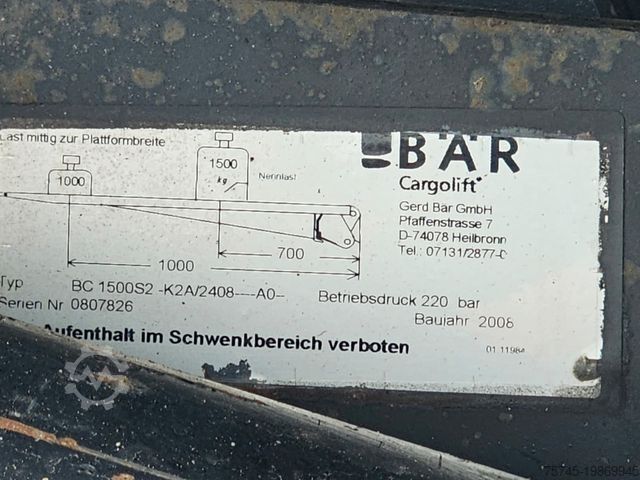 Last mittig zur Plattformbreite
BÄR
Cargolift
Gerd Bär GmbH
Pfaffenstrasse 7
D-74078 Heilbronn
Tel.: 07131/2877-0
1000
1500
kg
Nennlast
700
1000
Typ BC 1500S2 -K2A/2408----A0-
Betriebsdruck 220 bar
Serien Nr 0807826
Baujahr 2008
Aufenthalt im Schwenkbereich verboten
01.11984
75745-19869945